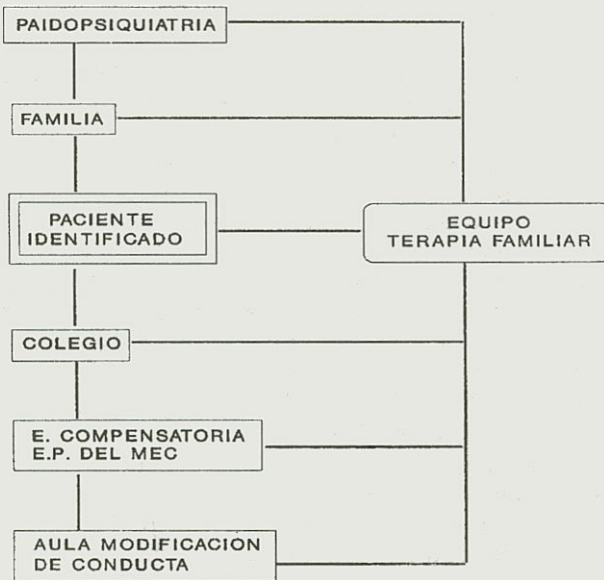 PAIDOPSIQUIATRIA
FAMILIA
PACIENTE
IDENTIFICADO
EQUIPO
TERAPIA FAMILIAR
COLEGIO
E. COMPENSATORIA
E.P. DEL MEC
AULA MODIFICACION
DE CONDUCTA